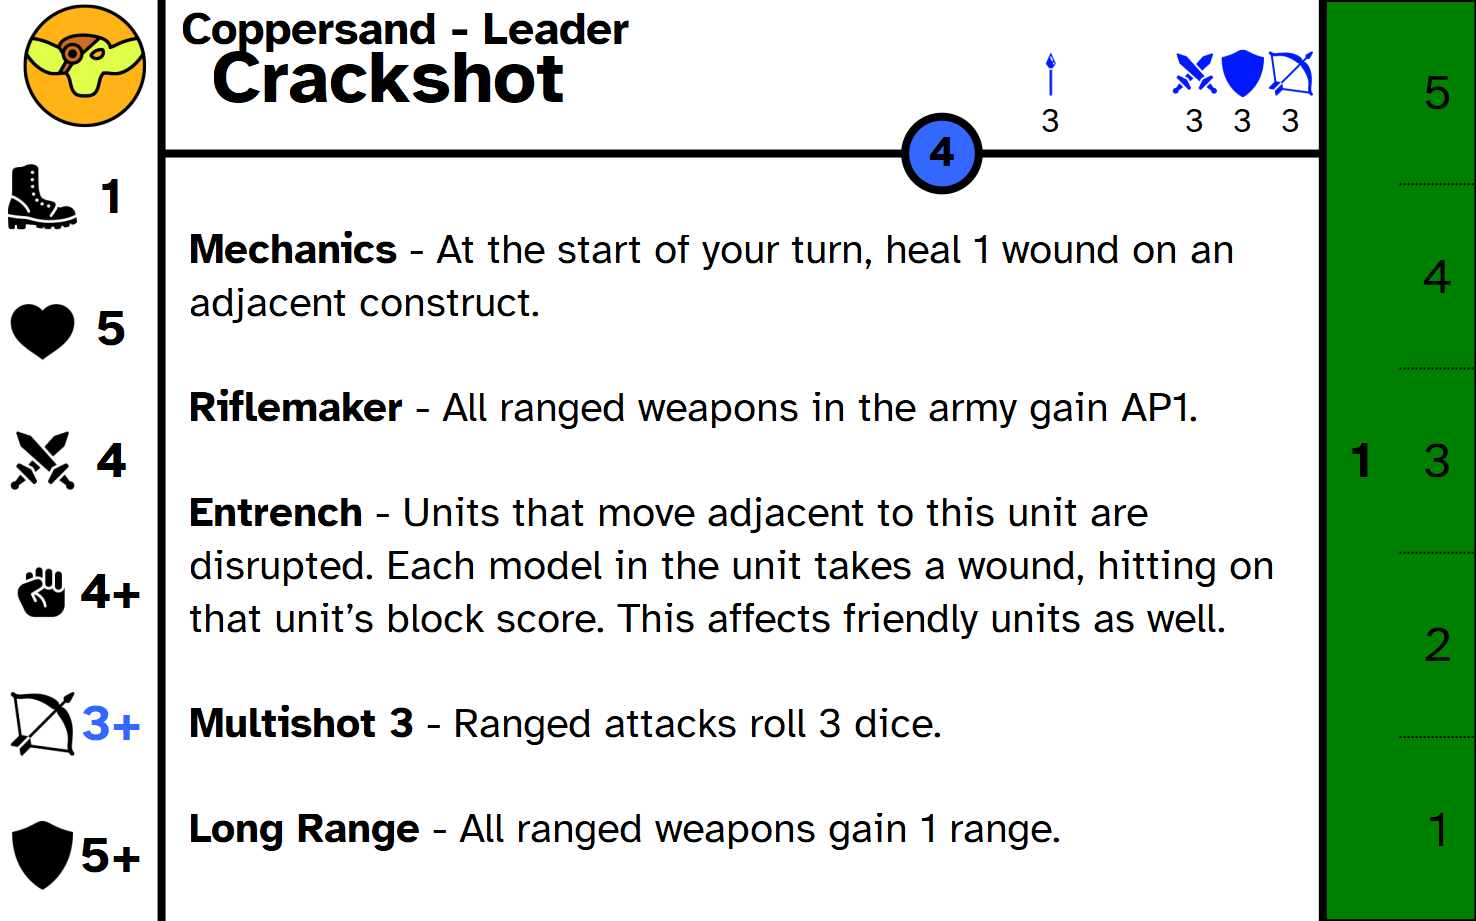 Coppersand - Leader
Crackshot
3
3 3 3
4
1
5
4
4+
3+
5+
Mechanics - At the start of your turn, heal 1 wound on an
adjacent construct.
Riflemaker - All ranged weapons in the army gain AP1.
Entrench - Units that move adjacent to this unit are
disrupted. Each model in the unit takes a wound, hitting on
that unit’s block score. This affects friendly units as well.
Multishot 3 - Ranged attacks roll 3 dice.
Long Range - All ranged weapons gain 1 range.
5
4
1 3
2
1